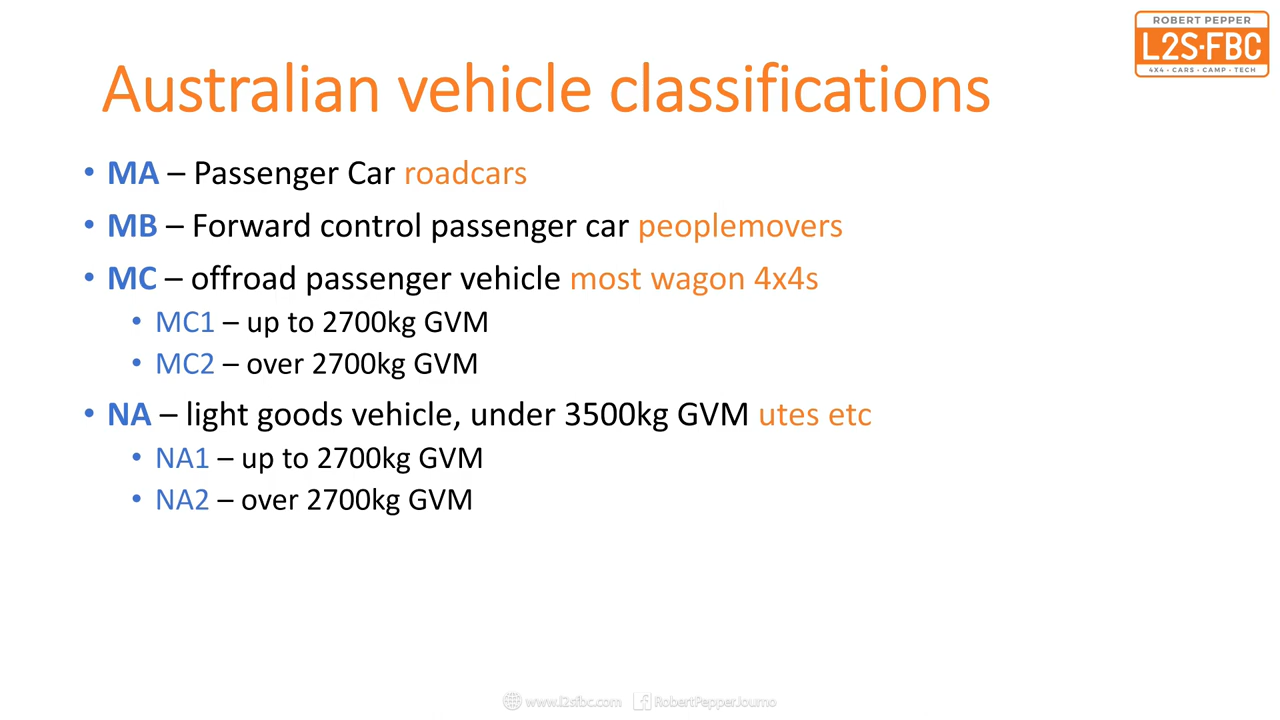 ROBERT PEPPER
L2S·FBC
4X4 • CARS • CAMP • TECH
Australian vehicle classifications
• MA – Passenger Car roadcars
• MB – Forward control passenger car peoplemovers
• MC – offroad passenger vehicle most wagon 4x4s
• MC1 – up to 2700kg GVM
• MC2 – over 2700kg GVM
• NA – light goods vehicle, under 3500kg GVM utes etc
• NA1 – up to 2700kg GVM
• NA2 – over 2700kg GVM
www.l2sfbc.com RobertPepperJourno